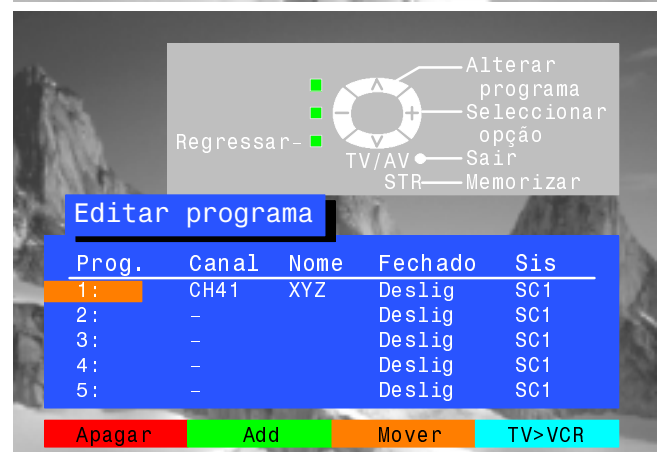 Alterar
programa
Seleccionar
opção
Regressar
TV/AV Sair
STR Memorizar
Editar programa
Prog. Canal Nome Fechado Sis
1: CH41 XYZ Deslig SC1
2: – Deslig SC1
3: – Deslig SC1
4: – Deslig SC1
5: – Deslig SC1
Apagar Add Mover TV>VCR